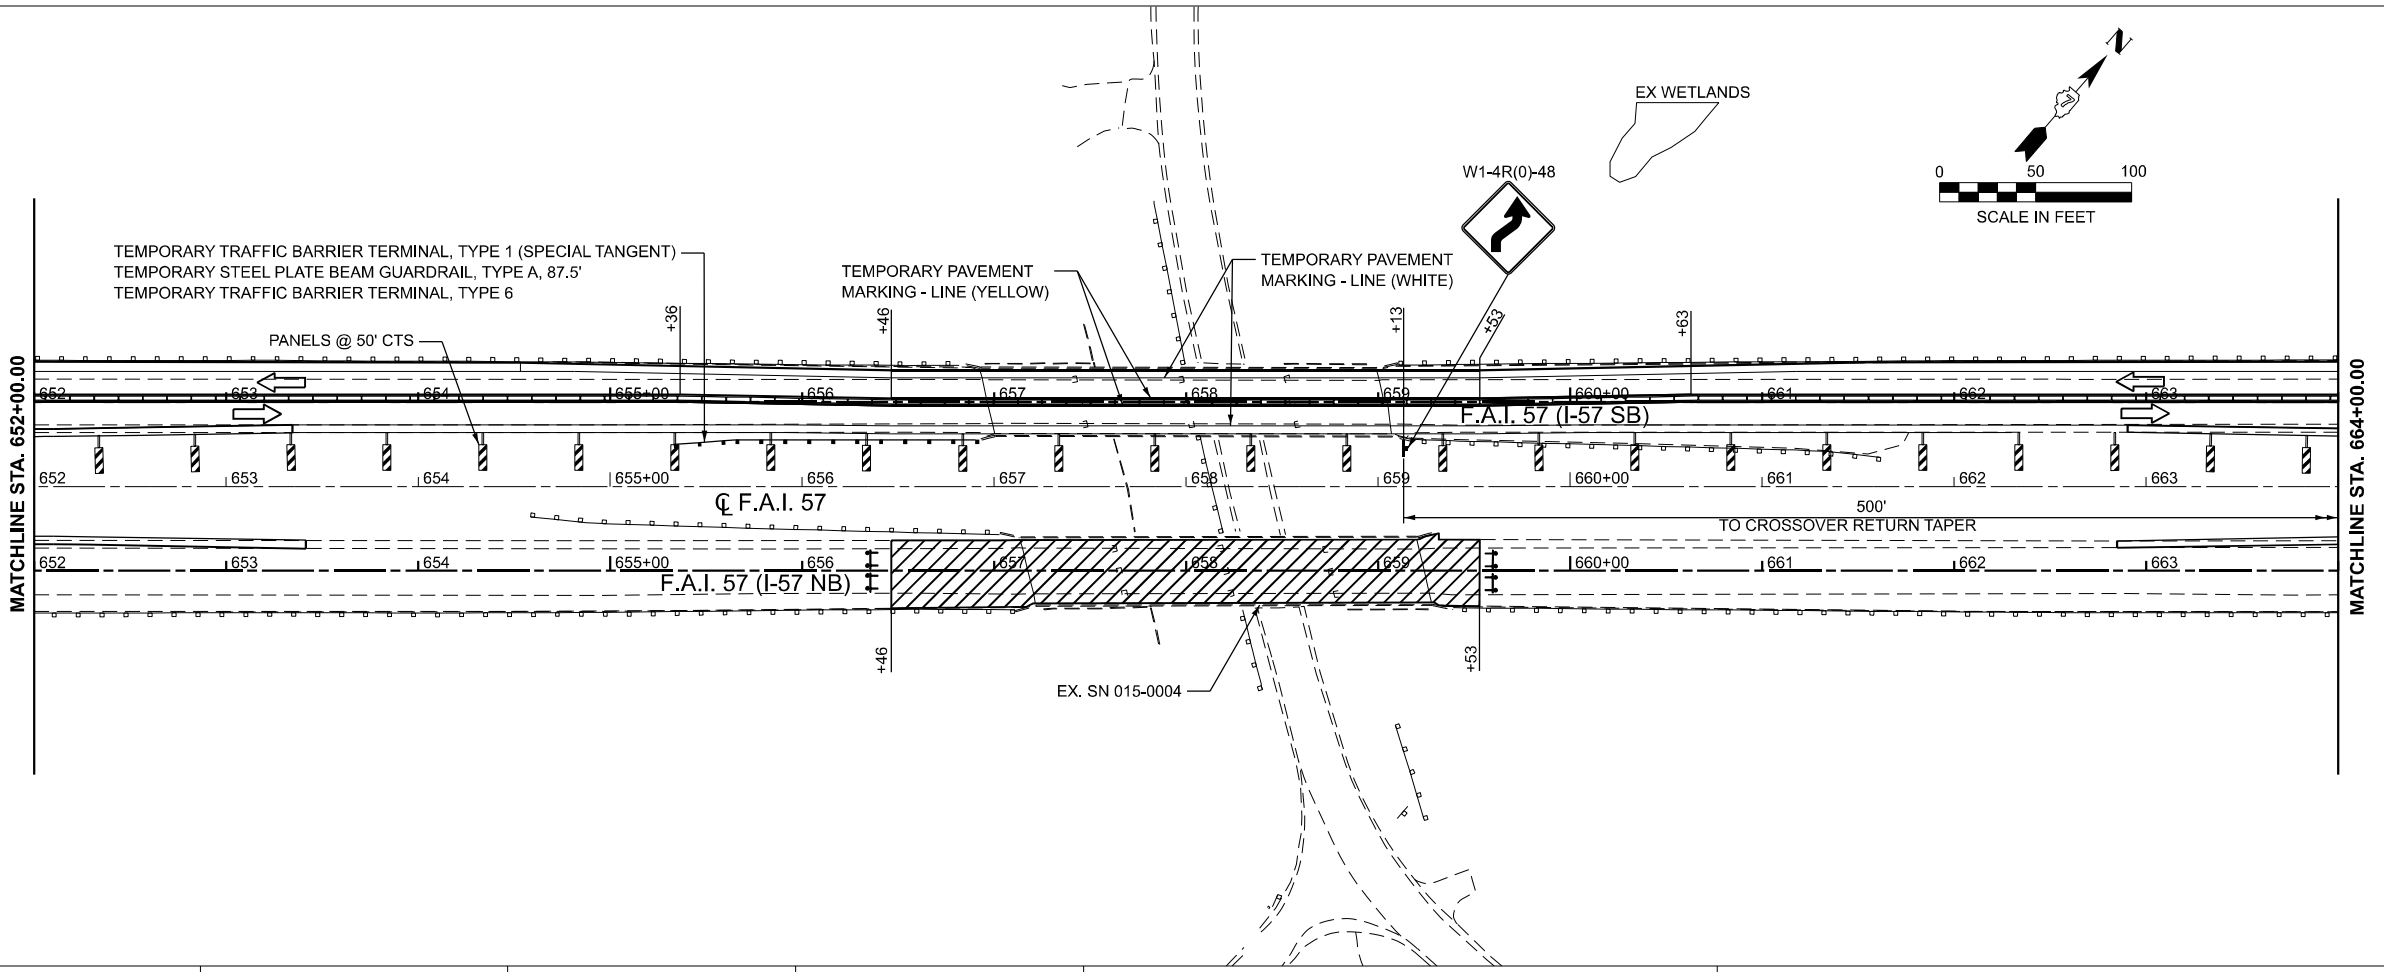 N
7
EX WETLANDS
0 50 100
SCALE IN FEET
W1-4R(0)-48
TEMPORARY TRAFFIC BARRIER TERMINAL, TYPE 1 (SPECIAL TANGENT)
TEMPORARY STEEL PLATE BEAM GUARDRAIL, TYPE A, 87.5'
TEMPORARY TRAFFIC BARRIER TERMINAL, TYPE 6
TEMPORARY PAVEMENT
MARKING - LINE (YELLOW)
TEMPORARY PAVEMENT
MARKING - LINE (WHITE)
PANELS @ 50' CTS
+36
+46
+13
+53
+63
MATCHLINE STA. 652+00.00
652 653 654 655+00 656 657 658 659 660+00 661 662 663
F.A.I. 57 (I-57 SB)
652 653 654 655+00 656 657 658 659 660+00 661 662 663
℄ F.A.I. 57
500'
TO CROSSOVER RETURN TAPER
652 653 654 655+00 656 657 658 659 660+00 661 662 663
F.A.I. 57 (I-57 NB)
+46
+53
EX. SN 015-0004
MATCHLINE STA. 664+00.00